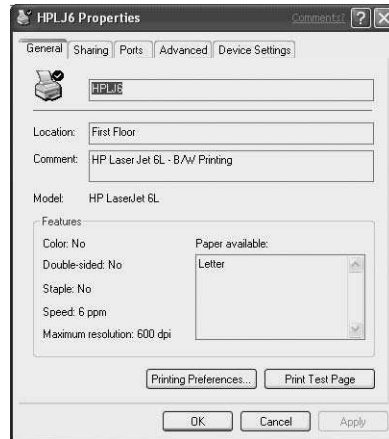 HPLJ6 Properties Comments! ?
General Sharing Ports Advanced Device Settings
HPLJ6
Location: First Floor
Comment: HP Laser Jet 6L - B/W Printing
Model: HP LaserJet 6L
Features
Color: No Paper available:
Double-sided: No Letter
Staple: No
Speed: 6 ppm
Maximum resolution: 600 dpi
Printing Preferences... Print Test Page
OK Cancel Apply